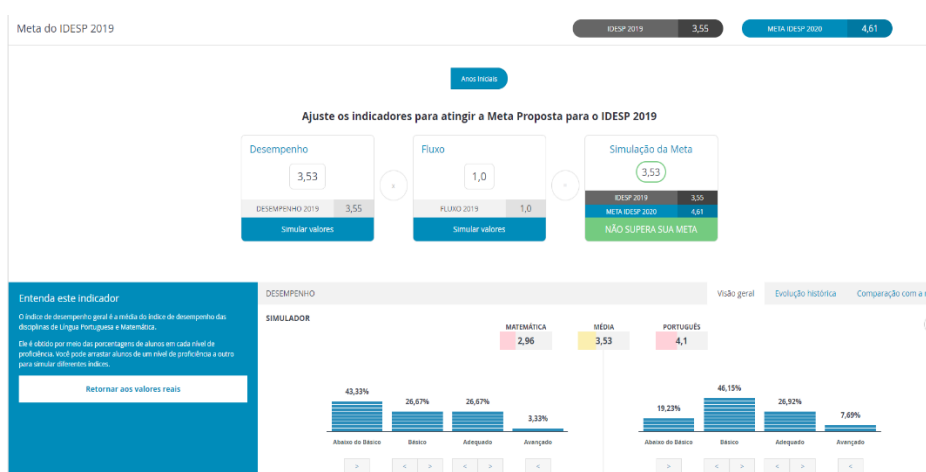 Meta do IDESP 2019
IDESP 2019 3,55 META IDESP 2020 4,61
Anos Iniciais
Ajuste os indicadores para atingir a Meta Proposta para o IDESP 2019
Desempenho Fluxo Simulação da Meta
3,53 1,0 3,53
IDESP 2019 3,55
DESEMPENHO 2019 3,55 FLUXO 2019 1,0 META IDESP 2020 4,61
Simular valores Simular valores NÃO SUPERA SUA META
Entenda este indicador
O índice de desempenho geral é a média do índice de desempenho das
disciplinas de Língua Portuguesa e Matemática.
Ele é obtido por meio das porcentagens de alunos em cada nível de
proficiência. Você pode arrastar alunos de um nível de proficiência a outro
para simular diferentes índices.
Retornar aos valores reais
DESEMPENHO Visão geral Evolução histórica Comparação com a
SIMULADOR
MATEMÁTICA MÉDIA PORTUGUÊS
2,96 3,53 4,1
43,33% 26,67% 26,67% 3,33% 19,23% 46,15% 26,92% 7,69%
Abaixo do Básico Básico Adequado Avançado Abaixo do Básico Básico Adequado Avançado
> < > < > < > < > < > <